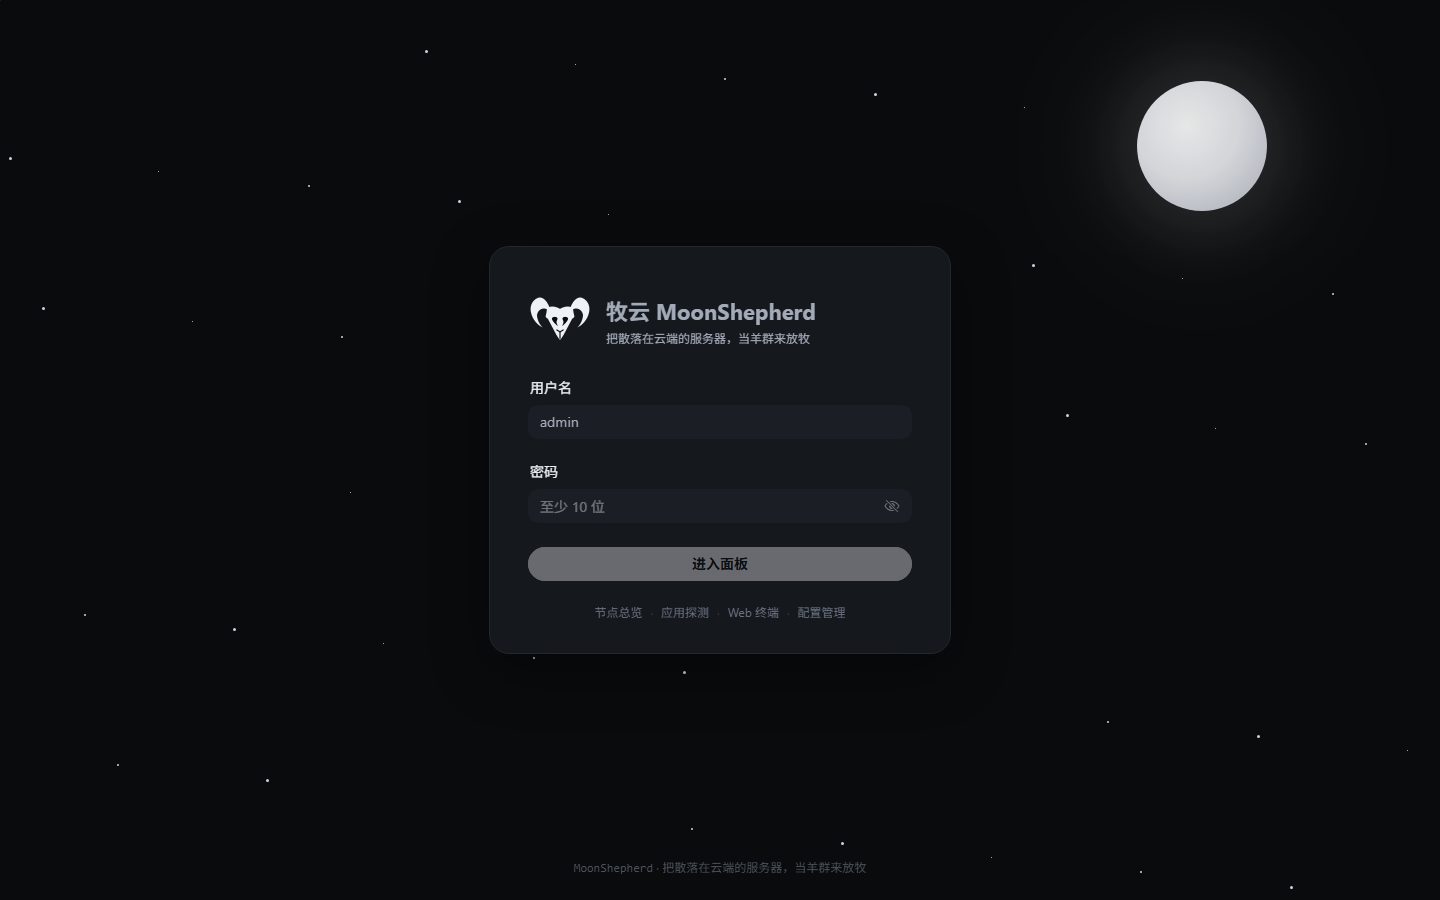 牧云 MoonShepherd
把散落在云端的服务器，当羊群来放牧
用户名
admin
密码
至少 10 位
进入面板
节点总览 · 应用探测 · Web 终端 · 配置管理
MoonShepherd · 把散落在云端的服务器，当羊群来放牧